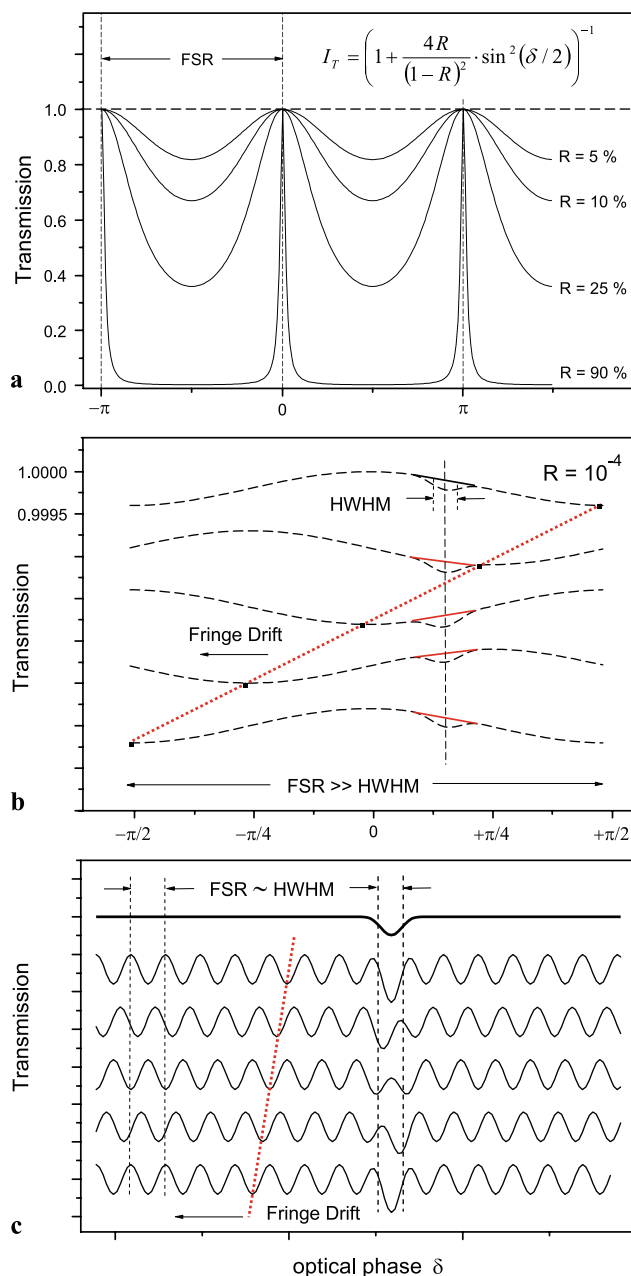 FSR
I_T = (1 + 4R / (1 − R)² · sin²(δ/2))⁻¹
1.0
0.8
0.6
0.4
0.2
0.0
Transmission
R = 5 %
R = 10 %
R = 25 %
R = 90 %
a
−π
0
π
1.0000
0.9995
R = 10⁻⁴
HWHM
Transmission
Fringe Drift
FSR >> HWHM
b
−π/2
−π/4
0
+π/4
+π/2
FSR ~ HWHM
Transmission
Fringe Drift
c
optical phase δ